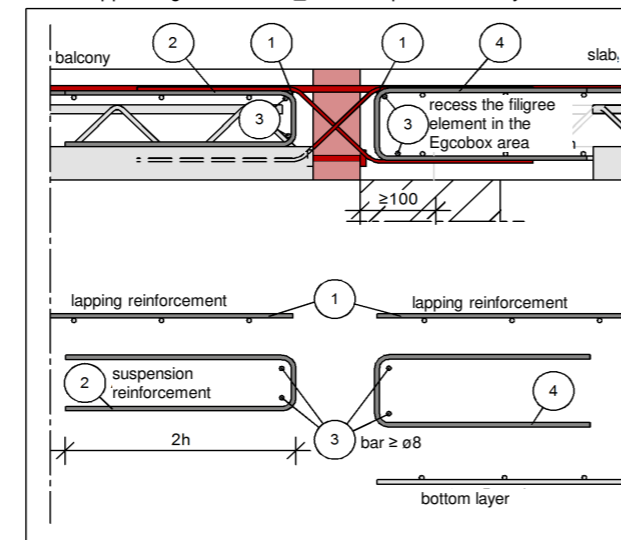 balcony
2
1
1
4
slab,
3
3
recess the filigree
element in the
Egcobox area
≥100
lapping reinforcement
1
lapping reinforcement
2
suspension
reinforcement
4
3
bar ≥ ø8
2h
bottom layer